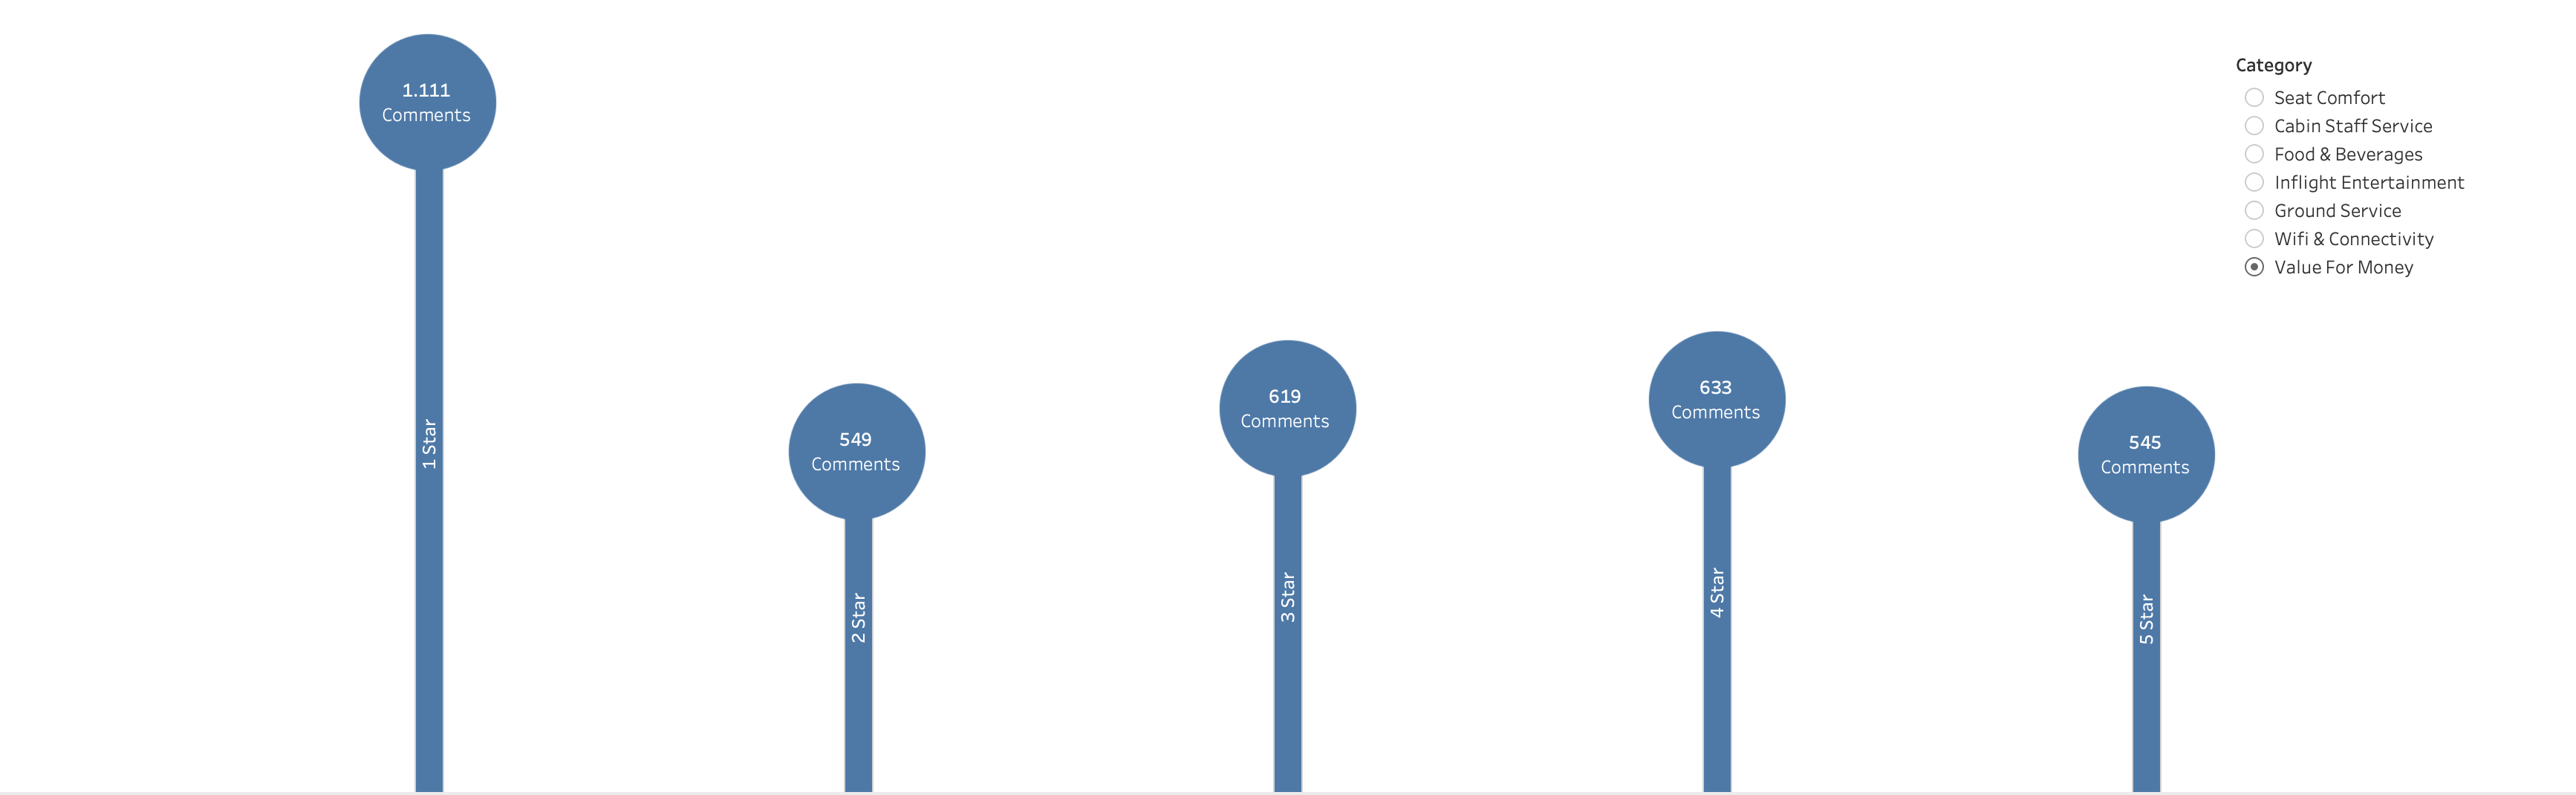 1.111
Comments
1 Star
549
Comments
2 Star
619
Comments
3 Star
633
Comments
4 Star
545
Comments
5 Star
Category
Seat Comfort
Cabin Staff Service
Food & Beverages
Inflight Entertainment
Ground Service
Wifi & Connectivity
Value For Money